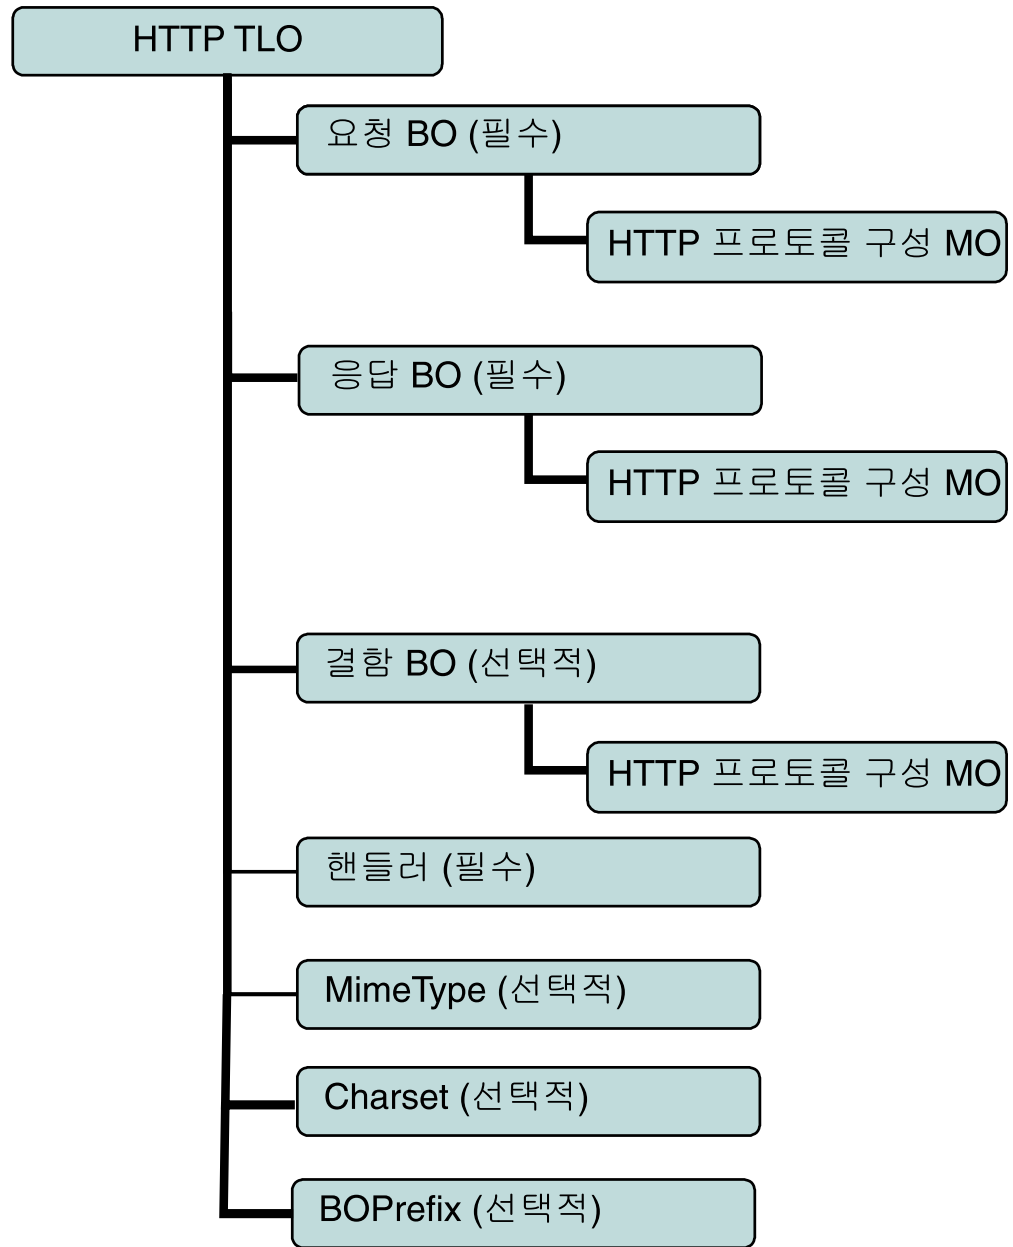 HTTP TLO
요청 BO (필수)
HTTP 프로토콜 구성 MO
응답 BO (필수)
HTTP 프로토콜 구성 MO
결함 BO (선택적)
HTTP 프로토콜 구성 MO
핸들러 (필수)
MimeType (선택적)
Charset (선택적)
BOPrefix (선택적)